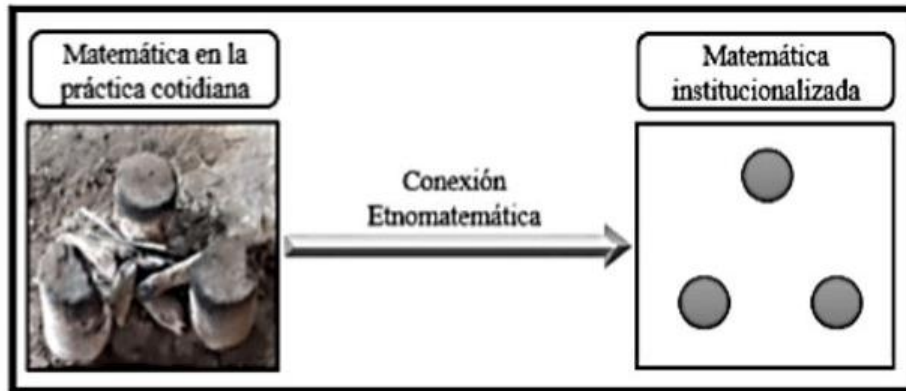 Matemática en la
práctica cotidiana
Conexión
Etnomatemática
Matemática
institucionalizada